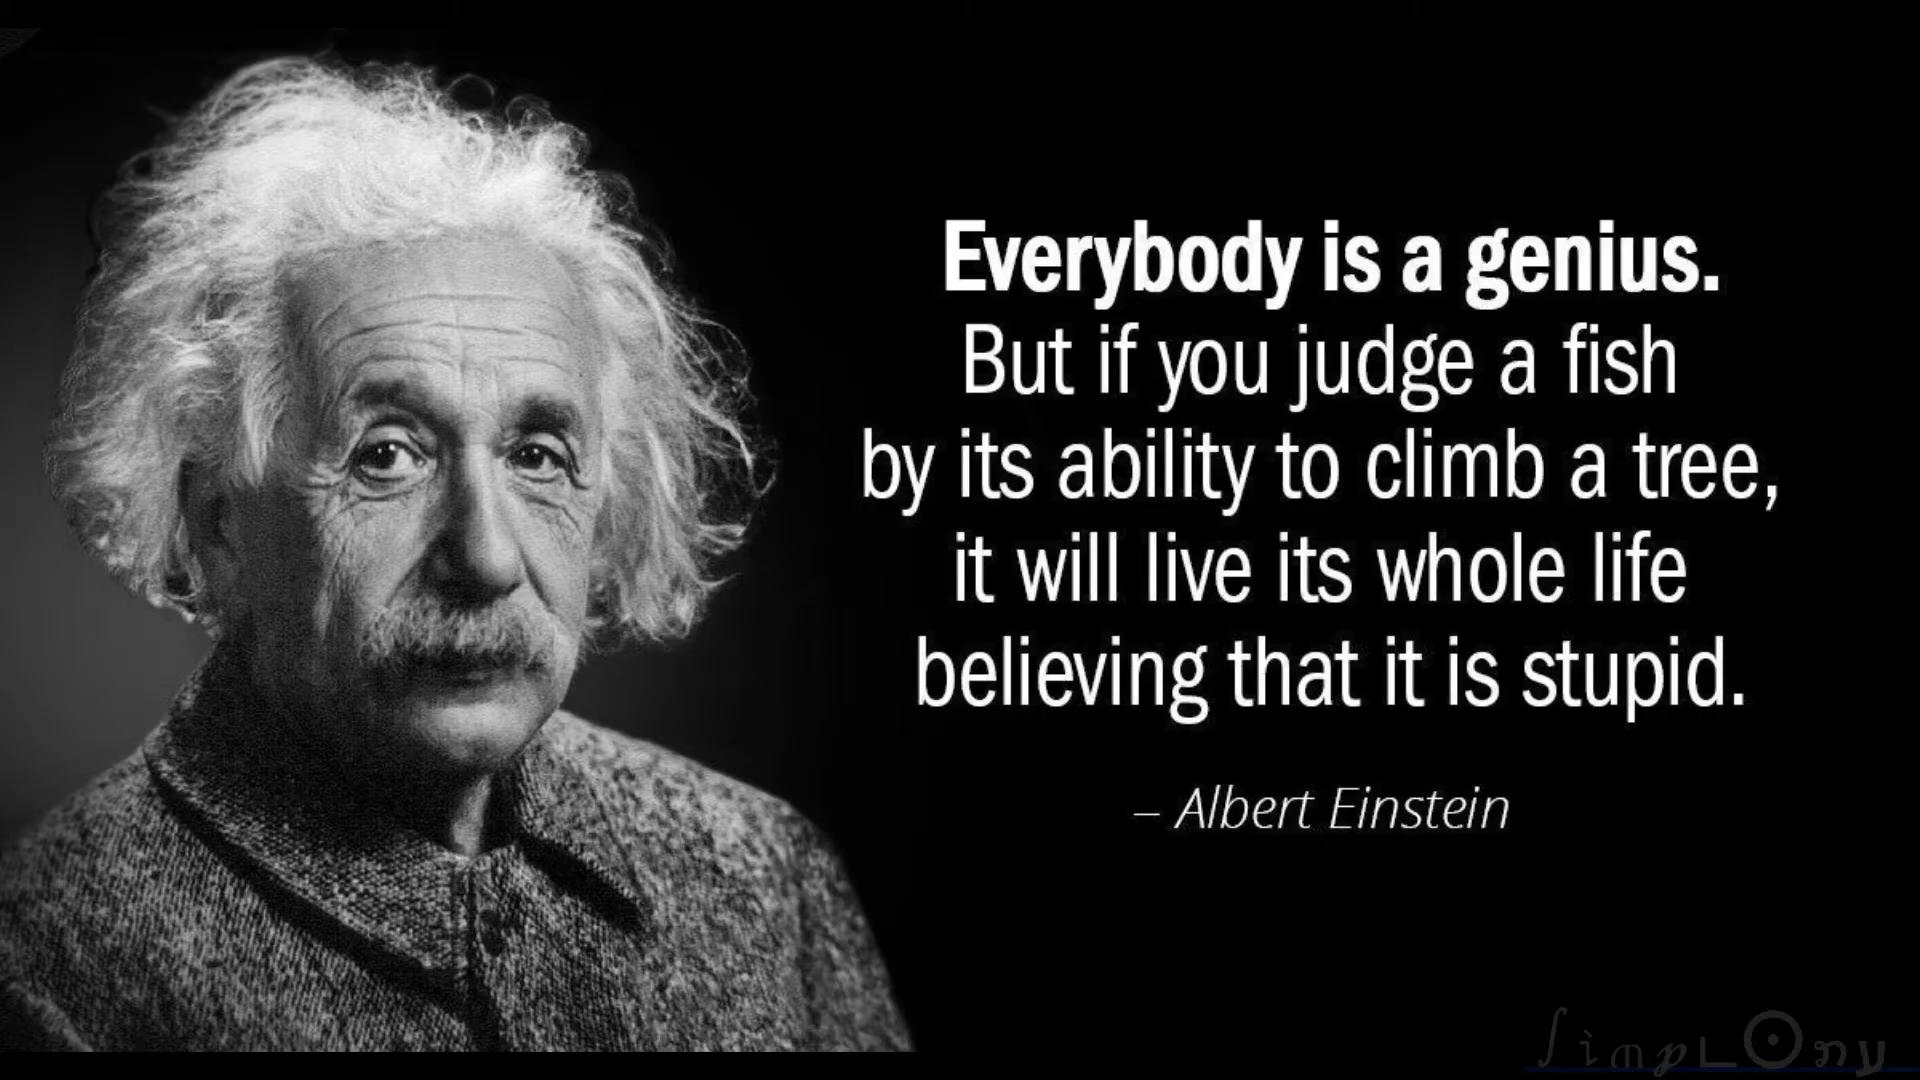 Everybody is a genius.
But if you judge a fish
by its ability to climb a tree,
it will live its whole life
believing that it is stupid.
– Albert Einstein